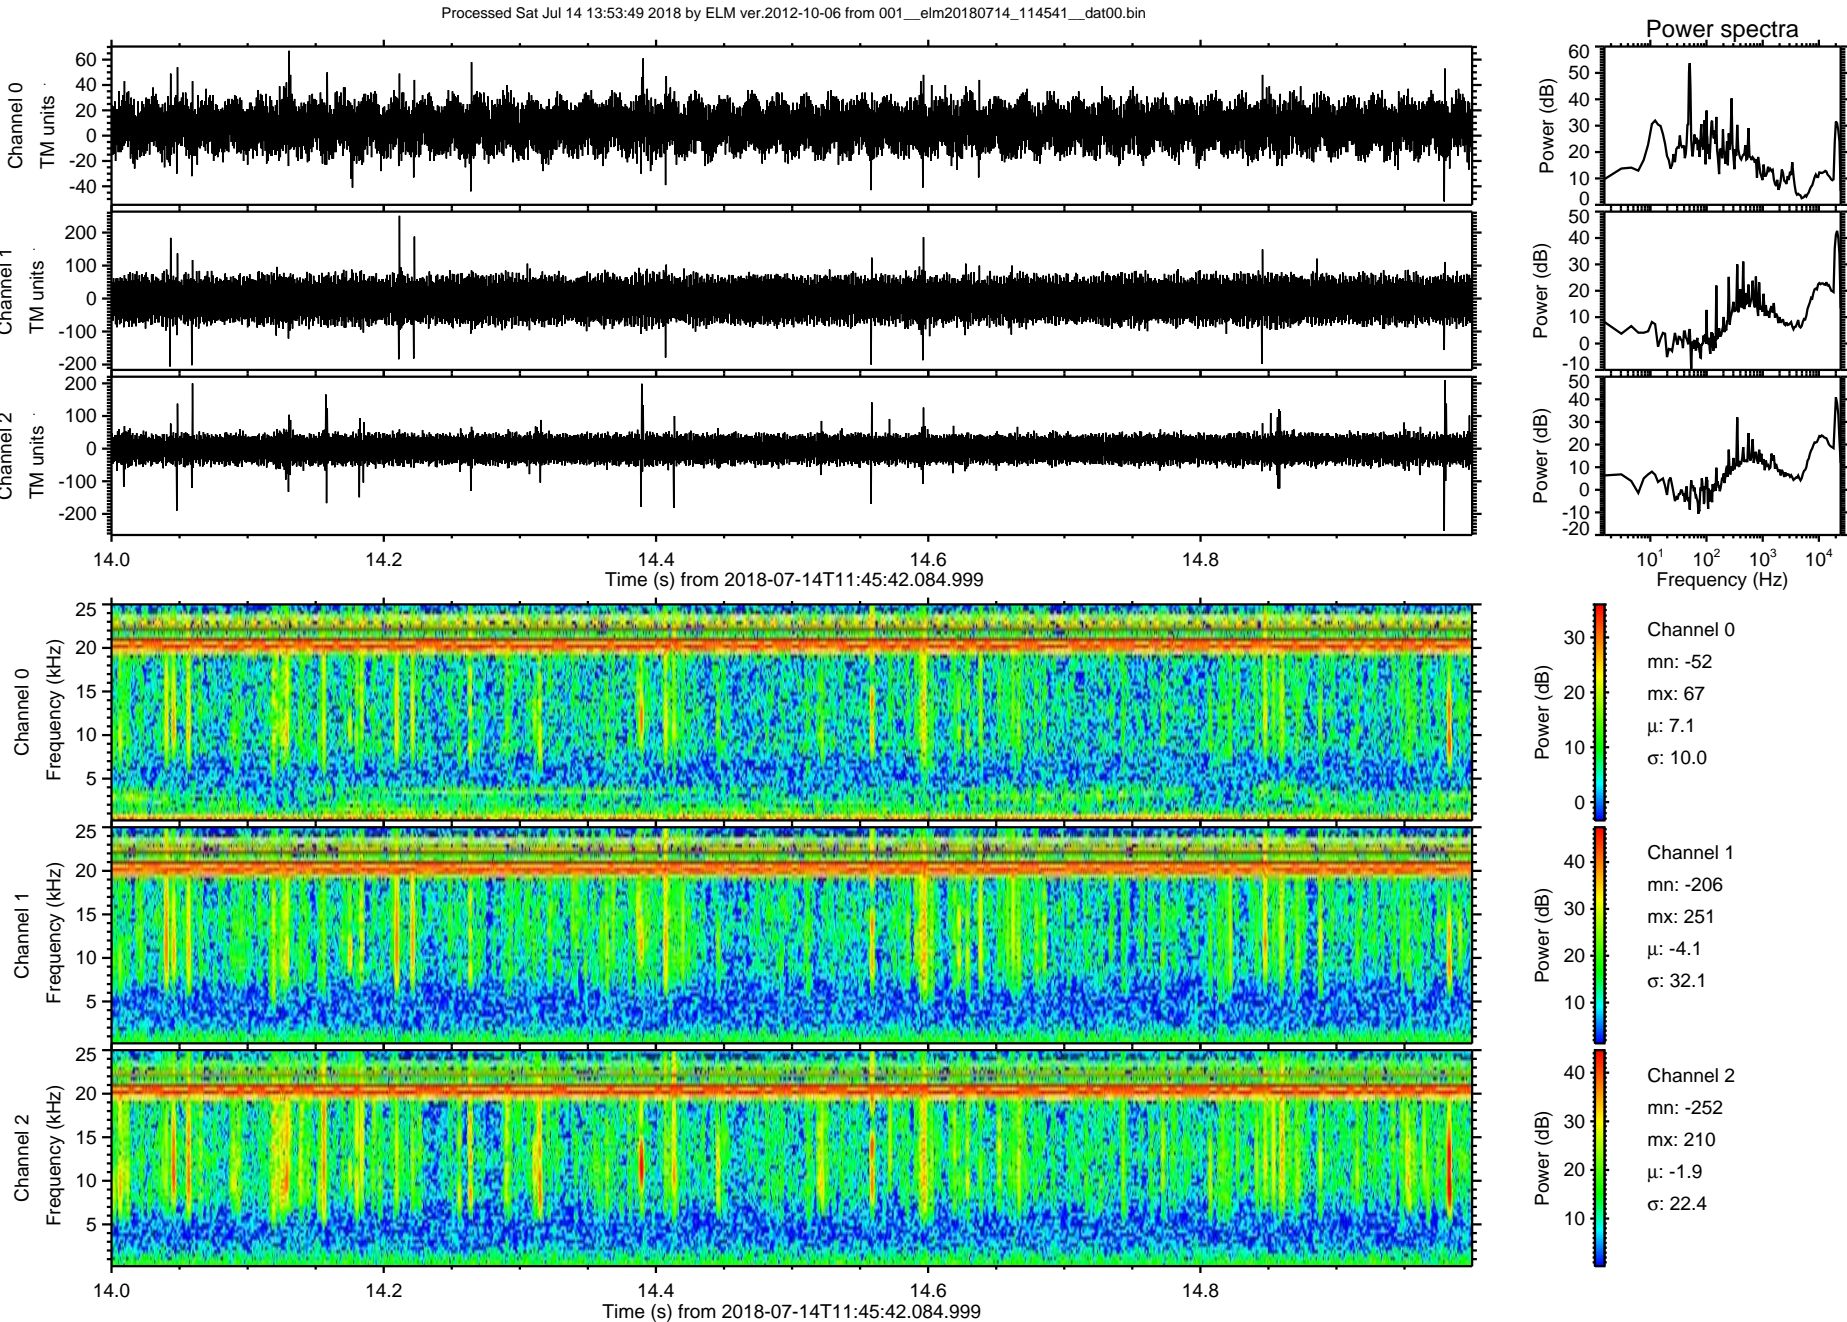 Processed Sat Jul 14 13:53:49 2018 by ELM ver.2012-10-06 from 001__elm20180714_114541__dat00.bin
Power spectra
Channel 0
TM units
60
40
20
0
-20
-40
Power (dB)
60
50
40
30
20
10
0
Channel 1
TM units
200
100
0
-100
-200
Power (dB)
50
40
30
20
10
0
-10
Channel 2
TM units
200
100
0
-100
-200
Power (dB)
50
40
30
20
10
0
-10
-20
14.0 14.2 14.4 14.6 14.8
Time (s) from 2018-07-14T11:45:42.084.999
10¹ 10² 10³ 10⁴
Frequency (Hz)
Channel 0
Frequency (kHz)
25
20
15
10
5
Power (dB)
30
20
10
0
Channel 0
mn: -52
mx: 67
μ: 7.1
σ: 10.0
Channel 1
Frequency (kHz)
25
20
15
10
5
Power (dB)
40
30
20
10
Channel 1
mn: -206
mx: 251
μ: -4.1
σ: 32.1
Channel 2
Frequency (kHz)
25
20
15
10
5
Power (dB)
40
30
20
10
Channel 2
mn: -252
mx: 210
μ: -1.9
σ: 22.4
14.0 14.2 14.4 14.6 14.8
Time (s) from 2018-07-14T11:45:42.084.999